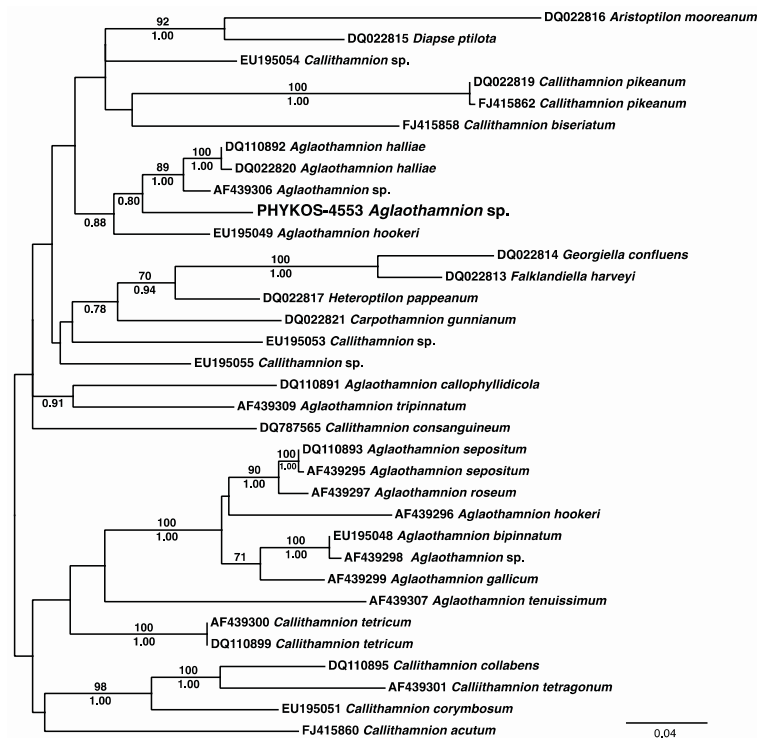 92
1.00
DQ022816 Aristoptilon mooreanum
DQ022815 Diapse ptilota
EU195054 Callithamnion sp.
100
1.00
DQ022819 Callithamnion pikeanum
FJ415862 Callithamnion pikeanum
FJ415858 Callithamnion biseriatum
DQ110892 Aglaothamnion halliae
100
1.00
DQ022820 Aglaothamnion halliae
89
1.00
AF439306 Aglaothamnion sp.
0.80
PHYKOS-4553 Aglaothamnion sp.
0.88
EU195049 Aglaothamnion hookeri
DQ022814 Georgiella confluens
100
1.00
DQ022813 Falklandiella harveyi
70
0.94
DQ022817 Heteroptilon pappeanum
0.78
DQ022821 Carpothamnion gunnianum
EU195053 Callithamnion sp.
EU195055 Callithamnion sp.
DQ110891 Aglaothamnion callophyllidicola
0.91
AF439309 Aglaothamnion tripinnatum
DQ787565 Callithamnion consanguineum
DQ110893 Aglaothamnion sepositum
100
1.00
AF439295 Aglaothamnion sepositum
90
1.00
AF439297 Aglaothamnion roseum
AF439296 Aglaothamnion hookeri
100
1.00
EU195048 Aglaothamnion bipinnatum
100
1.00
AF439298 Aglaothamnion sp.
71
AF439299 Aglaothamnion gallicum
AF439307 Aglaothamnion tenuissimum
AF439300 Callithamnion tetricum
100
1.00
DQ110899 Callithamnion tetricum
DQ110895 Callithamnion collabens
100
1.00
AF439301 Calliithamnion tetragonum
98
1.00
EU195051 Callithamnion corymbosum
FJ415860 Callithamnion acutum
0.04